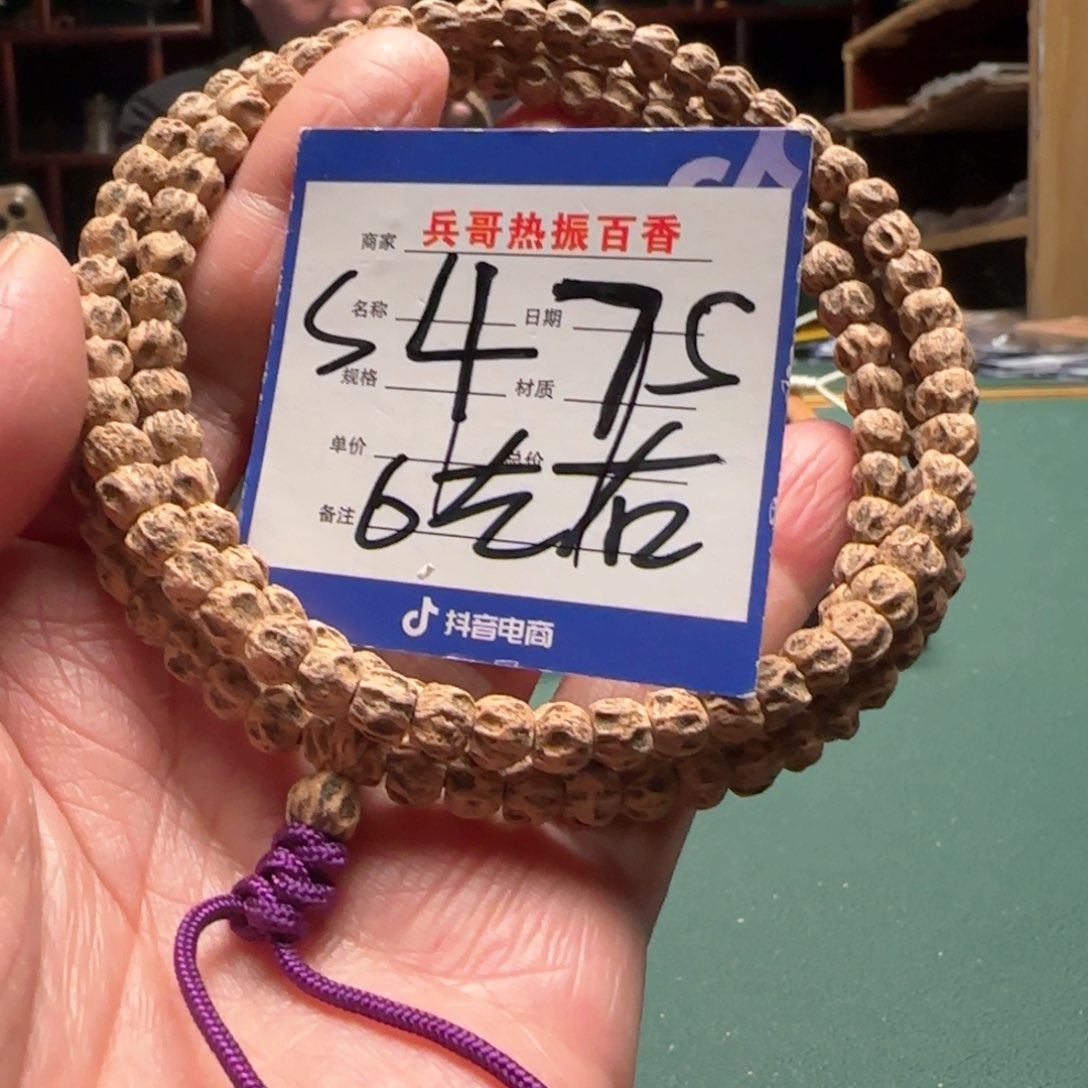 商家 兵哥热振百香
名称 日期
S47S
规格 材质
单价 总价
6左右
备注
抖音电商